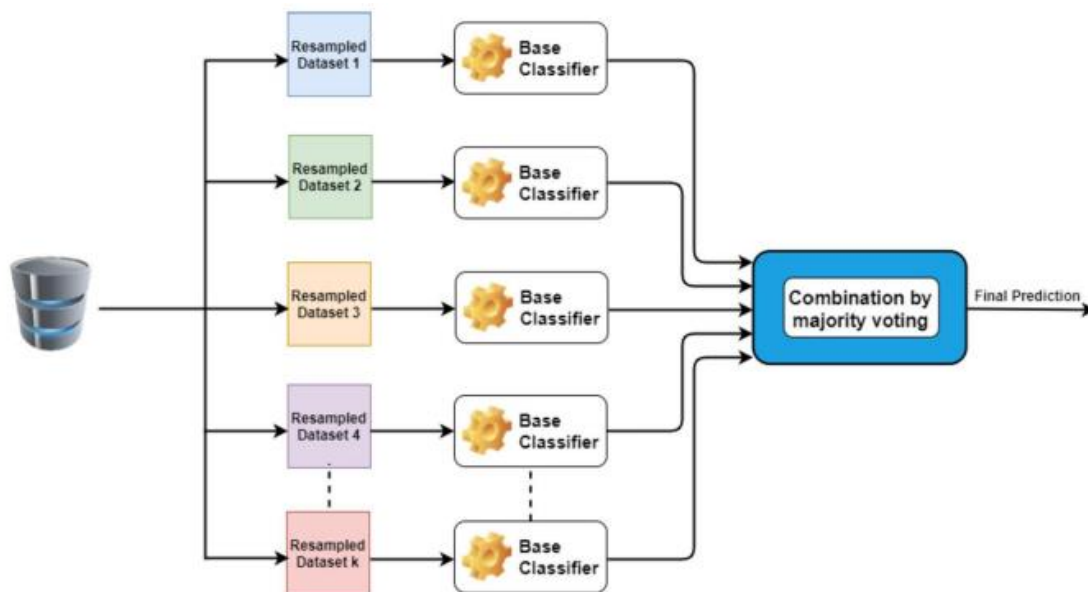 Resampled
Dataset 1
Base
Classifier
Resampled
Dataset 2
Base
Classifier
Resampled
Dataset 3
Base
Classifier
Combination by
majority voting
Final Prediction
Resampled
Dataset 4
Base
Classifier
Resampled
Dataset k
Base
Classifier